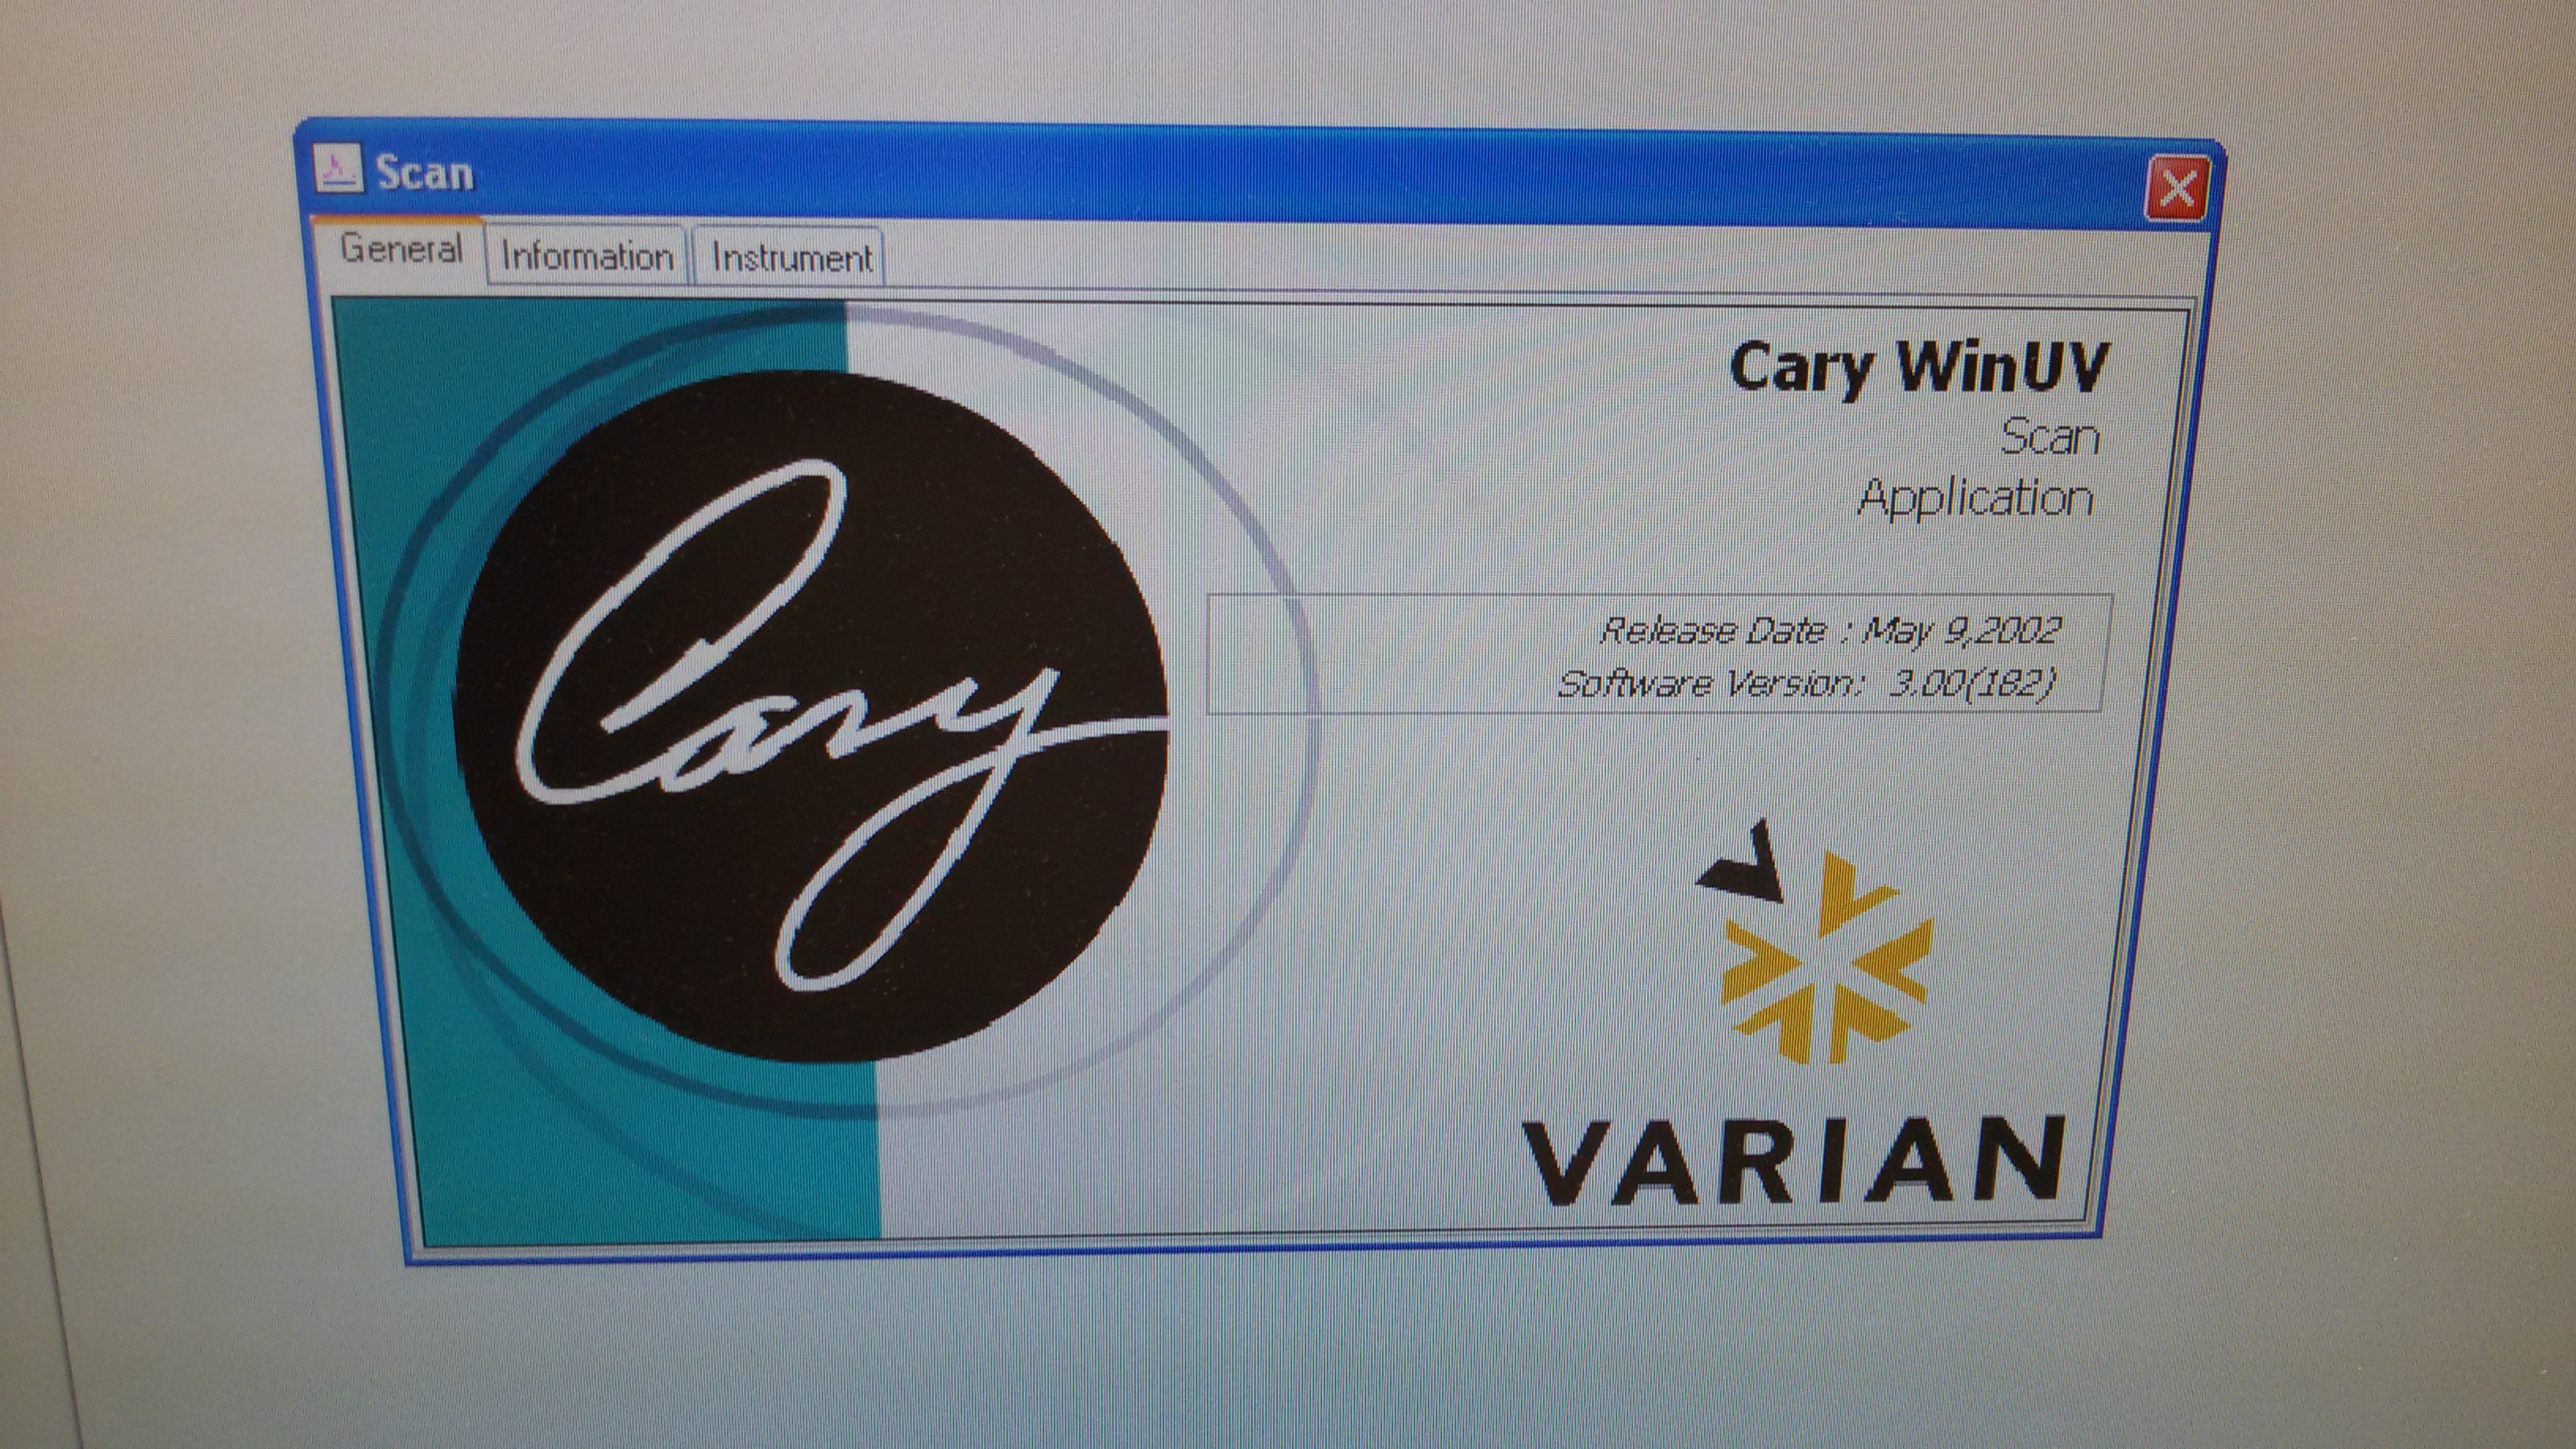 Scan
General Information Instrument
Cary
Cary WinUV
Scan
Application
Release Date : May 9,2002
Software Version: 3.00(182)
VARIAN